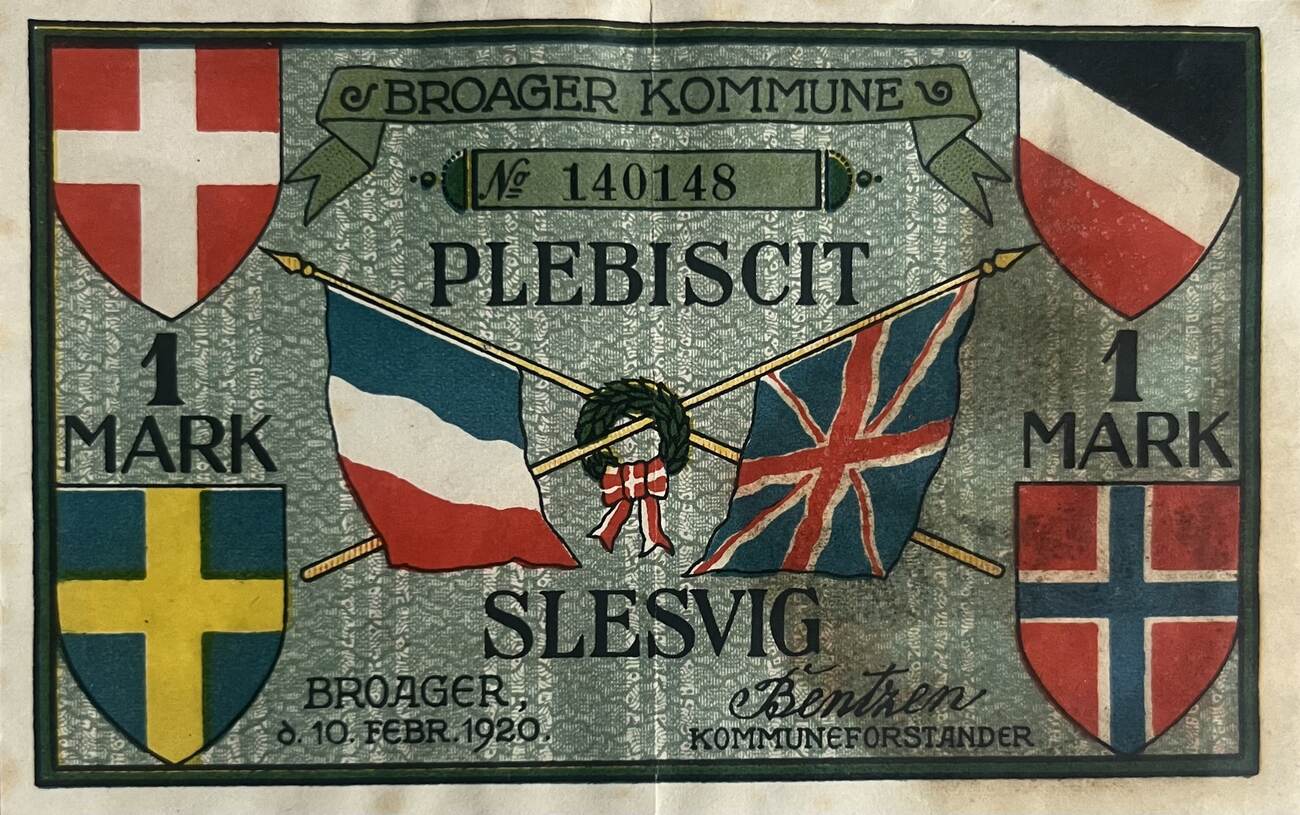 BROAGER KOMMUNE
No 140148
PLEBISCIT
1
MARK
1
MARK
SLESVIG
BROAGER,
d. 10. FEBR. 1920.
Bentzen
KOMMUNEFORSTANDER